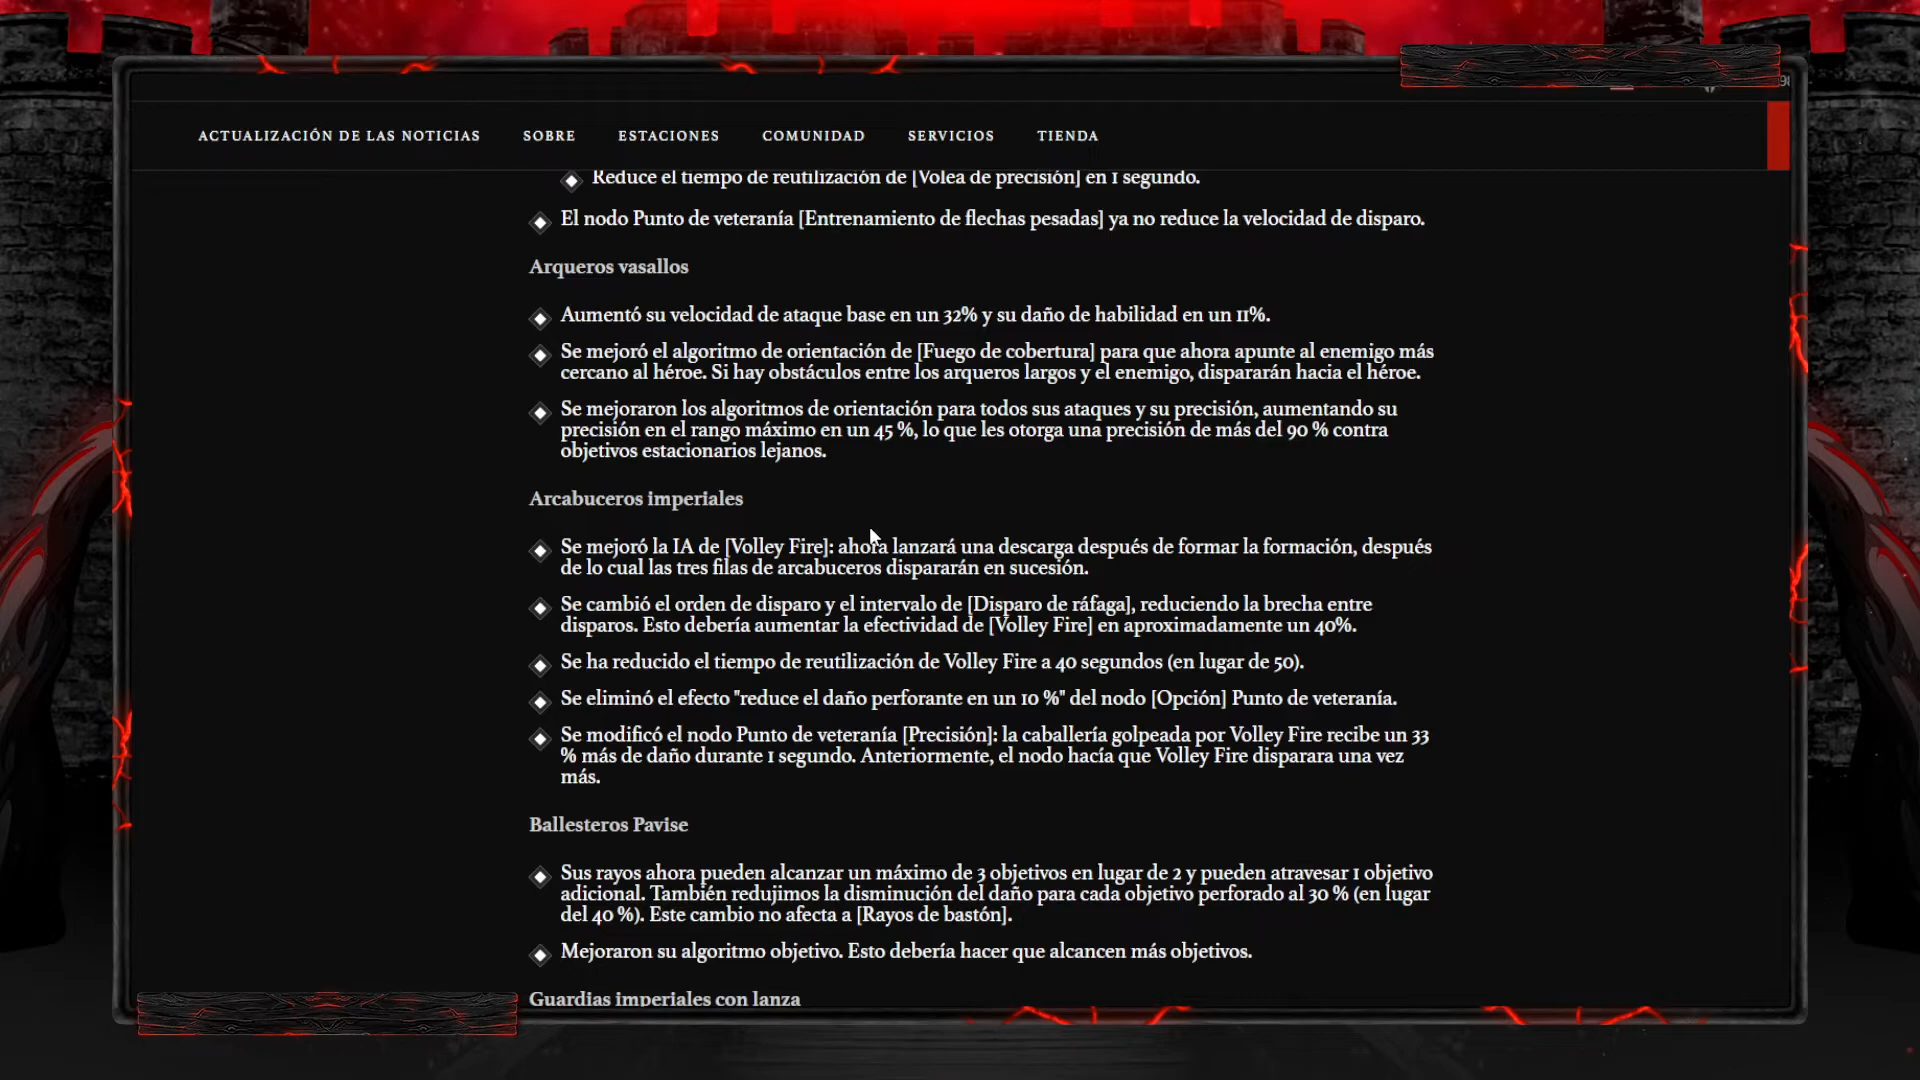 ACTUALIZACIÓN DE LAS NOTICIAS SOBRE ESTACIONES COMUNIDAD SERVICIOS TIENDA
Reduce el tiempo de reutilización de [Volea de precisión] en 1 segundo.
El nodo Punto de veteranía [Entrenamiento de flechas pesadas] ya no reduce la velocidad de disparo.
Arqueros vasallos
Aumentó su velocidad de ataque base en un 32% y su daño de habilidad en un 11%.
Se mejoró el algoritmo de orientación de [Fuego de cobertura] para que ahora apunte al enemigo más
cercano al héroe. Si hay obstáculos entre los arqueros largos y el enemigo, dispararán hacia el héroe.
Se mejoraron los algoritmos de orientación para todos sus ataques y su precisión, aumentando su
precisión en el rango máximo en un 45 %, lo que les otorga una precisión de más del 90 % contra
objetivos estacionarios lejanos.
Arcabuceros imperiales
Se mejoró la IA de [Volley Fire]: ahora lanzará una descarga después de formar la formación, después
de lo cual las tres filas de arcabuceros dispararán en sucesión.
Se cambió el orden de disparo y el intervalo de [Disparo de ráfaga], reduciendo la brecha entre
disparos. Esto debería aumentar la efectividad de [Volley Fire] en aproximadamente un 40%.
Se ha reducido el tiempo de reutilización de Volley Fire a 40 segundos (en lugar de 50).
Se eliminó el efecto "reduce el daño perforante en un 10 %" del nodo [Opción] Punto de veteranía.
Se modificó el nodo Punto de veteranía [Precisión]: la caballería golpeada por Volley Fire recibe un 33
% más de daño durante 1 segundo. Anteriormente, el nodo hacía que Volley Fire disparara una vez
más.
Ballesteros Pavise
Sus rayos ahora pueden alcanzar un máximo de 3 objetivos en lugar de 2 y pueden atravesar 1 objetivo
adicional. También redujimos la disminución del daño para cada objetivo perforado al 30 % (en lugar
del 40 %). Este cambio no afecta a [Rayos de bastón].
Mejoraron su algoritmo objetivo. Esto debería hacer que alcancen más objetivos.
Guardias imperiales con lanza